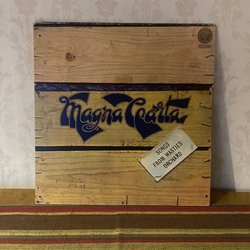 Magna Carta
SONGS
FROM WASTIES
ORCHARD